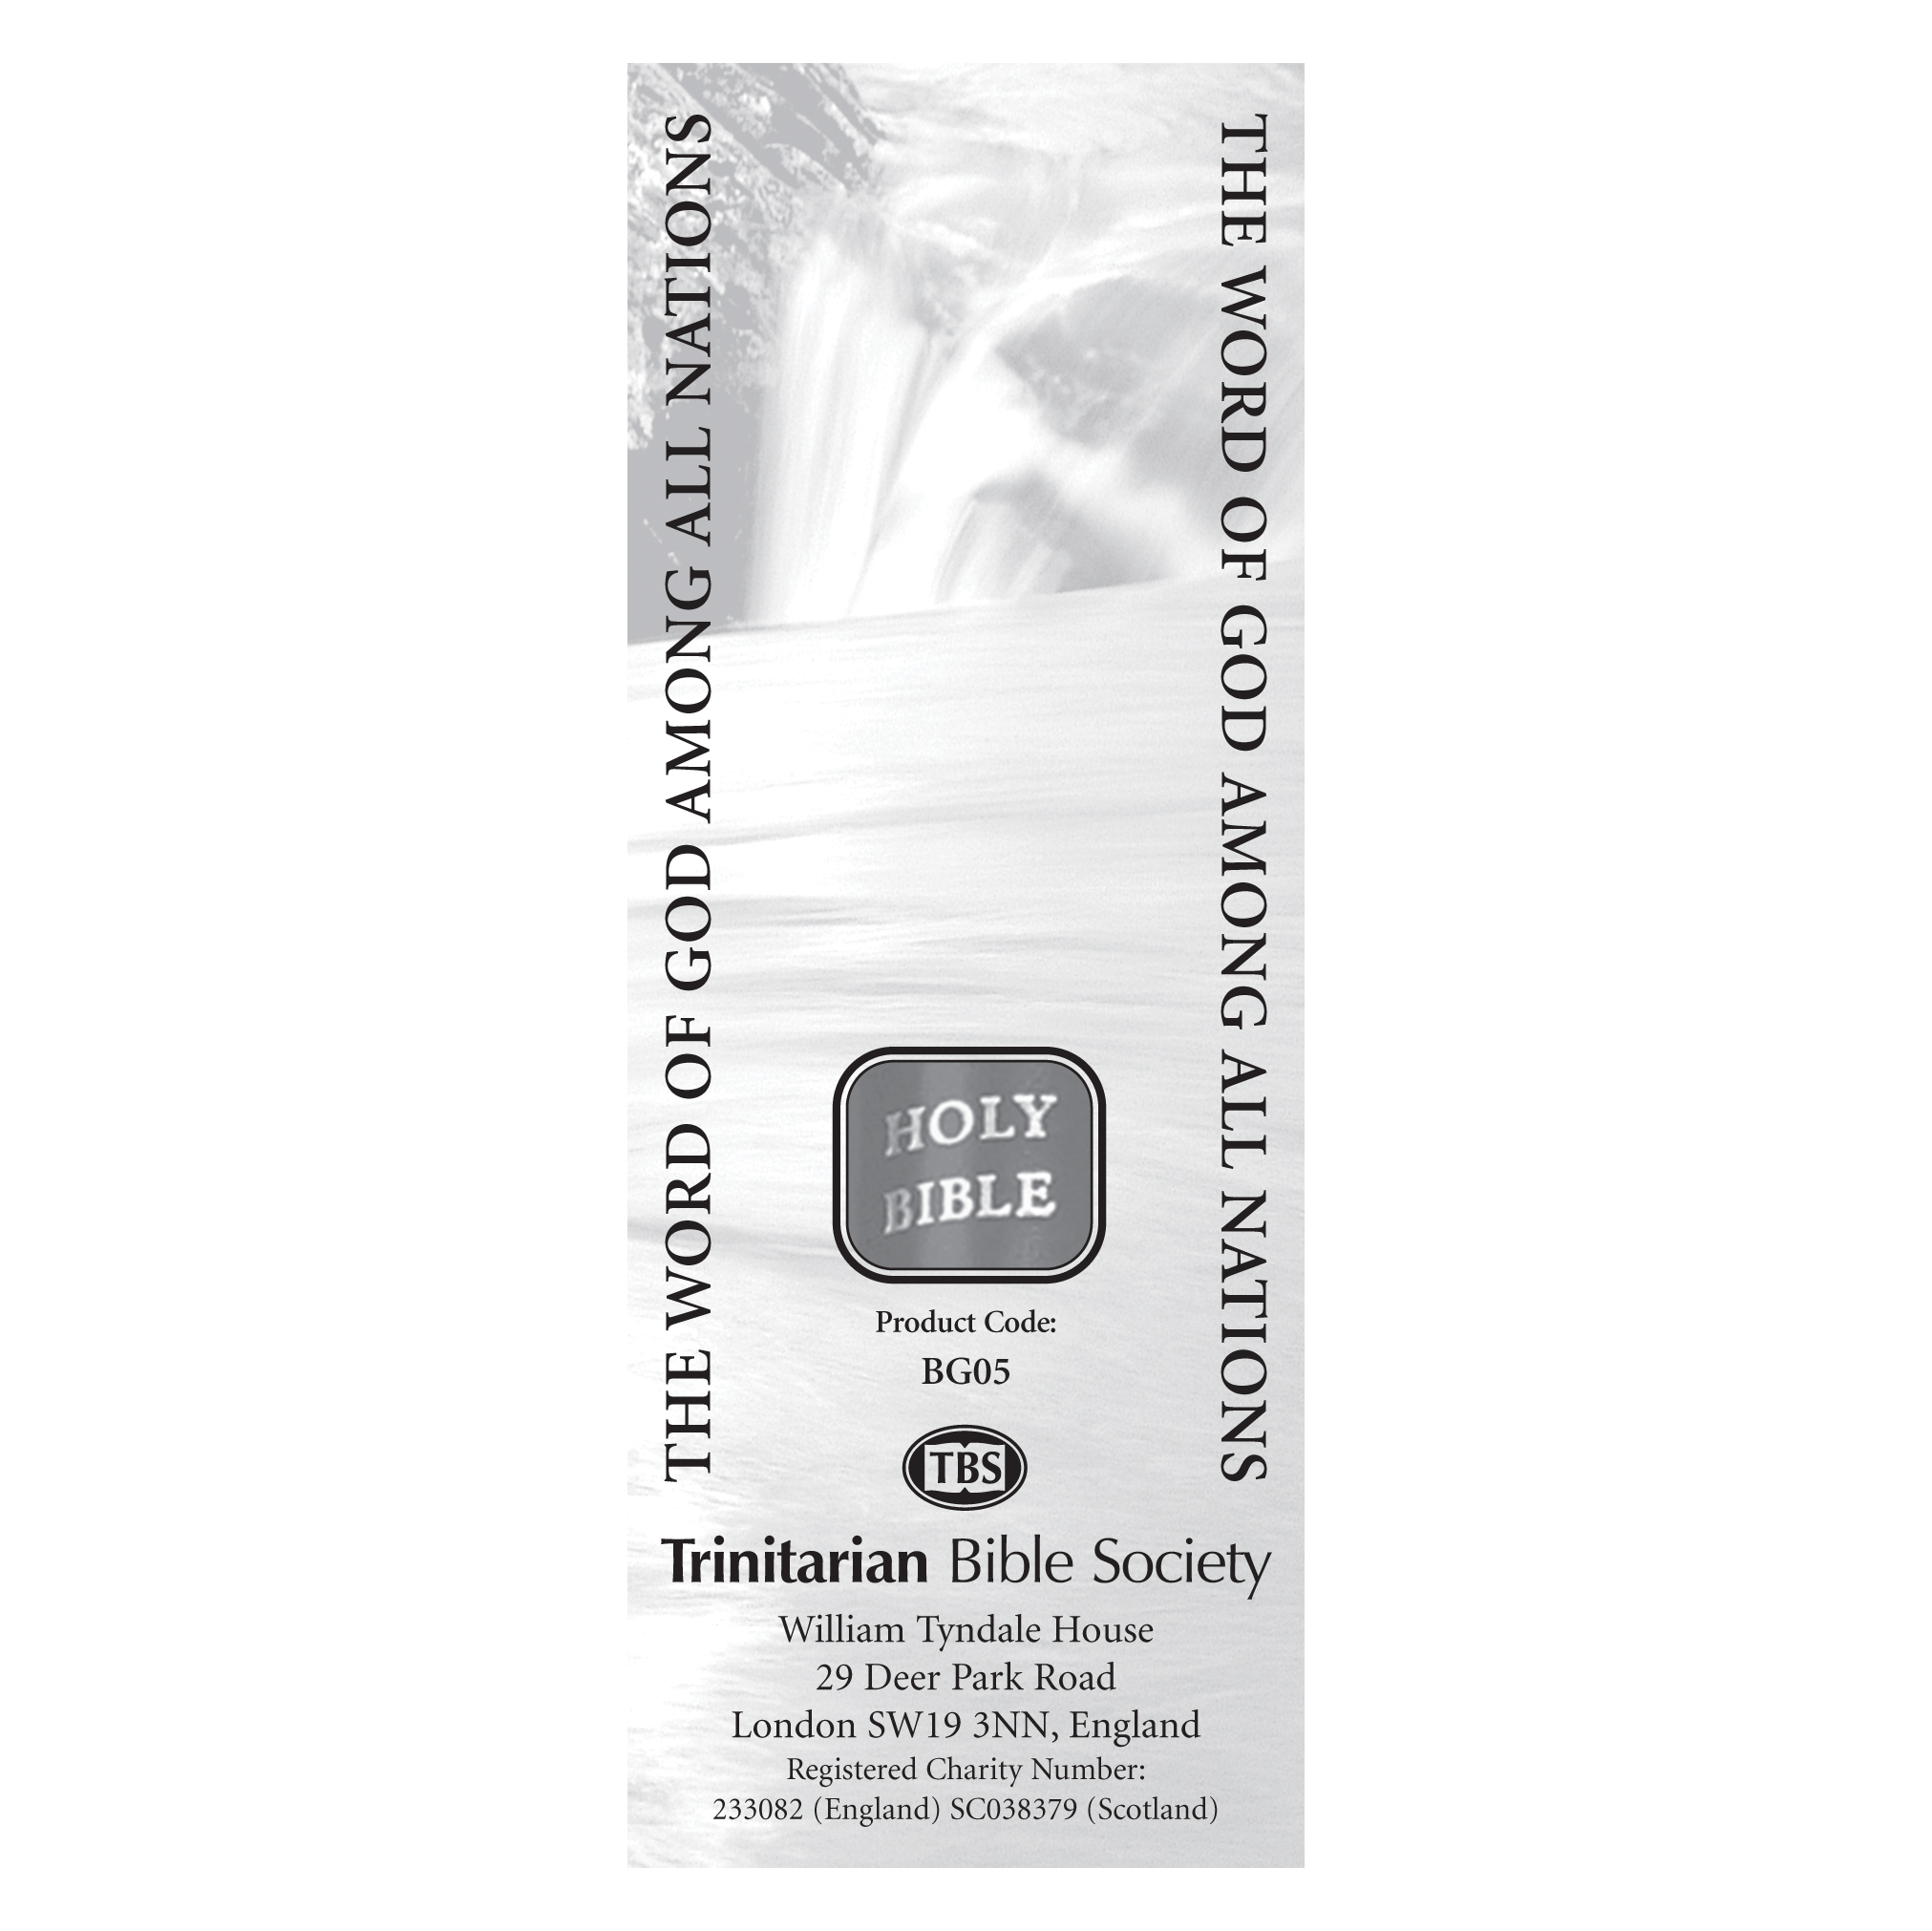 THE WORD OF GOD AMONG ALL NATIONS
THE WORD OF GOD AMONG ALL NATIONS
HOLY
BIBLE
Product Code:
BG05
TBS
Trinitarian Bible Society
William Tyndale House
29 Deer Park Road
London SW19 3NN, England
Registered Charity Number:
233082 (England) SC038379 (Scotland)